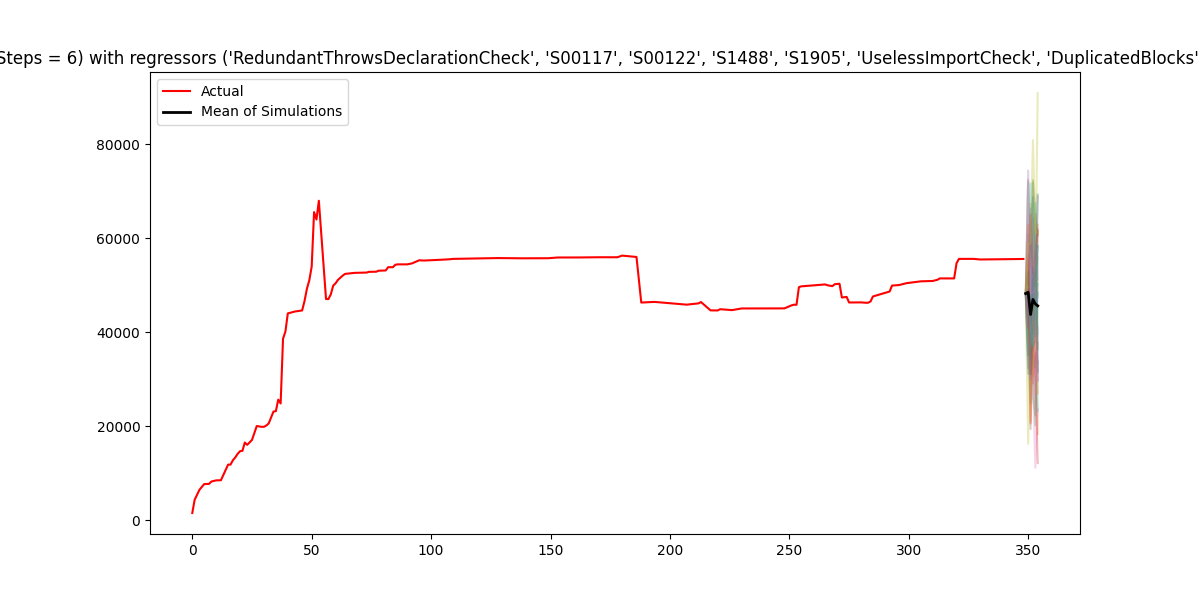 Steps = 6) with regressors ('RedundantThrowsDeclarationCheck', 'S00117', 'S00122', 'S1488', 'S1905', 'UselessImportCheck', 'DuplicatedBlocks'
Actual
Mean of Simulations
80000
60000
40000
20000
0
0 50 100 150 200 250 300 350